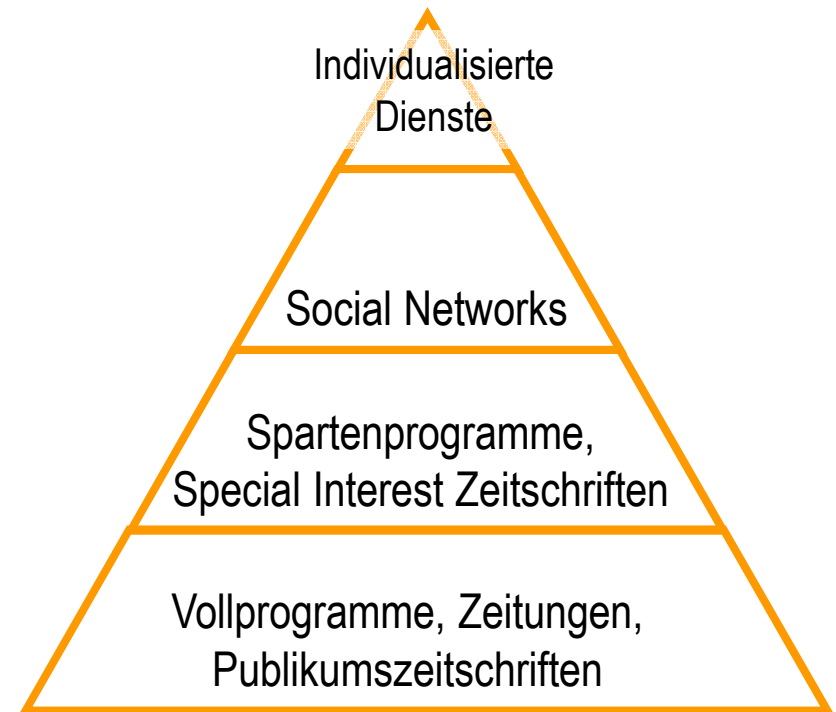 Individualisierte
Dienste
Social Networks
Spartenprogramme,
Special Interest Zeitschriften
Vollprogramme, Zeitungen,
Publikumszeitschriften